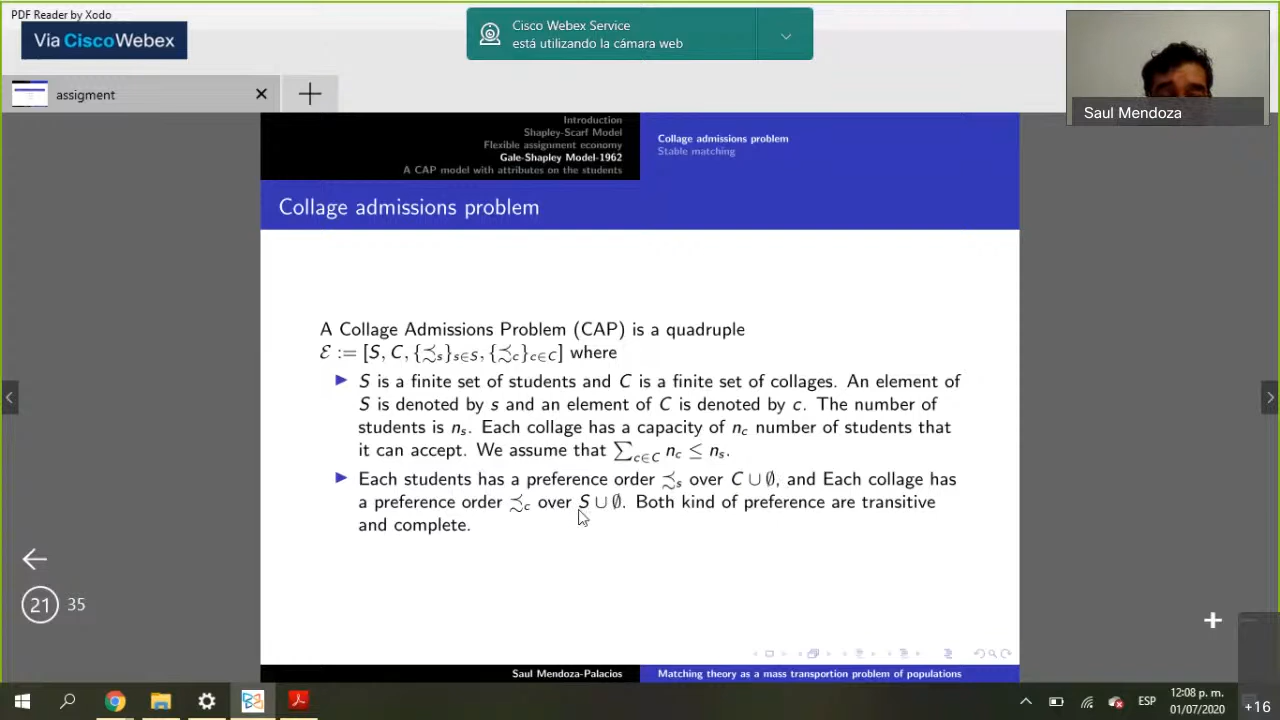 PDF Reader by Xodo
Via CiscoWebex
Cisco Webex Service
está utilizando la cámara web
Saul Mendoza
assigment
Introduction
Shapley-Scarf Model
Flexible assignment economy
Gale-Shapley Model-1962
A CAP model with attributes on the students
Collage admissions problem
Stable matching
Collage admissions problem
A Collage Admissions Problem (CAP) is a quadruple
ℰ := [S, C, {≾s}s∈S, {≾c}c∈C] where
S is a finite set of students and C is a finite set of collages. An element of
S is denoted by s and an element of C is denoted by c. The number of
students is ns. Each collage has a capacity of nc number of students that
it can accept. We assume that ∑c∈C nc ≤ ns.
Each students has a preference order ≾s over C ∪ ∅, and Each collage has
a preference order ≾c over S ∪ ∅. Both kind of preference are transitive
and complete.
21 35
Saul Mendoza-Palacios
Matching theory as a mass transportion problem of populations
ESP
12:08 p. m.
01/07/2020
+16